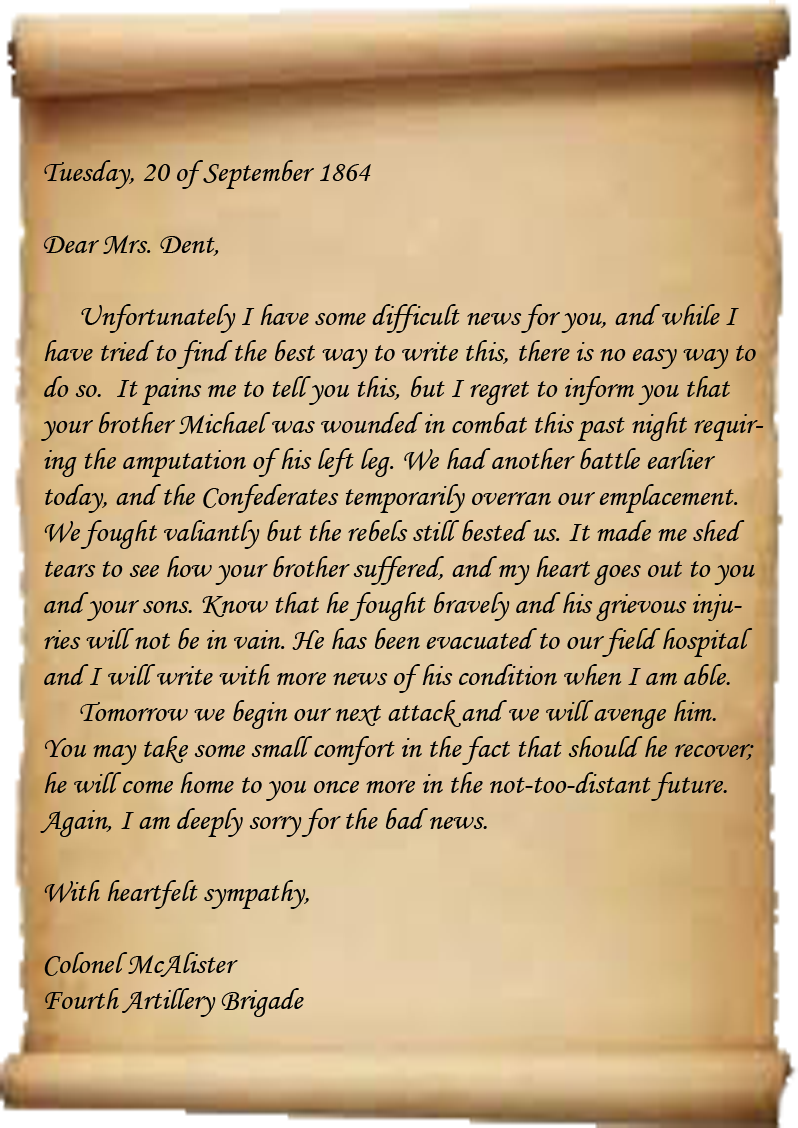 Tuesday, 20 of September 1864
Dear Mrs. Dent,
Unfortunately I have some difficult news for you, and while I
have tried to find the best way to write this, there is no easy way to
do so.  It pains me to tell you this, but I regret to inform you that
your brother Michael was wounded in combat this past night requir-
ing the amputation of his left leg. We had another battle earlier
today, and the Confederates temporarily overran our emplacement.
We fought valiantly but the rebels still bested us. It made me shed
tears to see how your brother suffered, and my heart goes out to you
and your sons. Know that he fought bravely and his grievous inju-
ries will not be in vain. He has been evacuated to our field hospital
and I will write with more news of his condition when I am able.
Tomorrow we begin our next attack and we will avenge him.
You may take some small comfort in the fact that should he recover;
he will come home to you once more in the not-too-distant future.
Again, I am deeply sorry for the bad news.
With heartfelt sympathy,
Colonel McAlister
Fourth Artillery Brigade